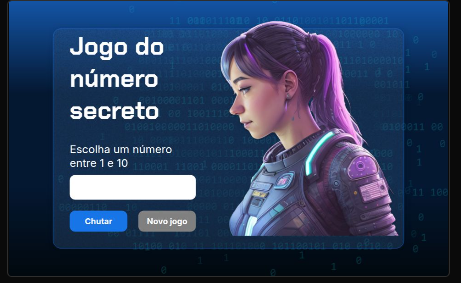 Jogo do
número
secreto
Escolha um número
entre 1 e 10
Chutar
Novo jogo